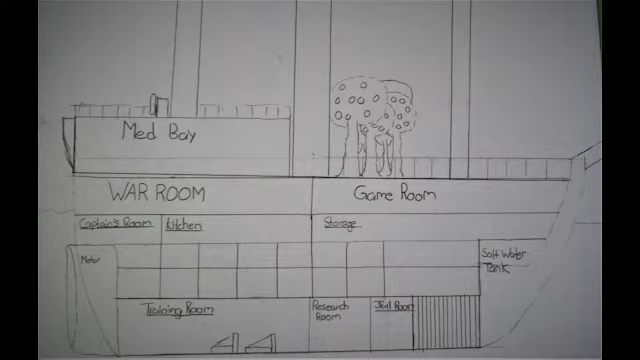 Med Bay
WAR ROOM
Game Room
Captain's Room
Kitchen
Storage
Motor
Salt Water
Tank
Training Room
Research
Room
Jail Room